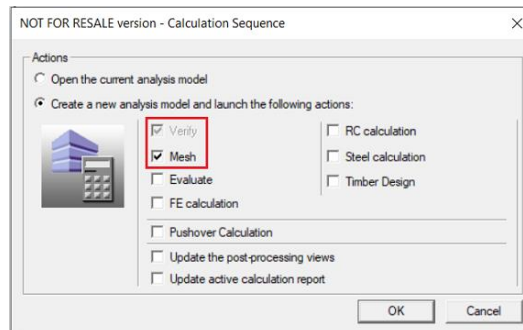 NOT FOR RESALE version - Calculation Sequence
Actions
Open the current analysis model
Create a new analysis model and launch the following actions:
Verify
RC calculation
Mesh
Steel calculation
Evaluate
Timber Design
FE calculation
Pushover Calculation
Update the post-processing views
Update active calculation report
OK
Cancel